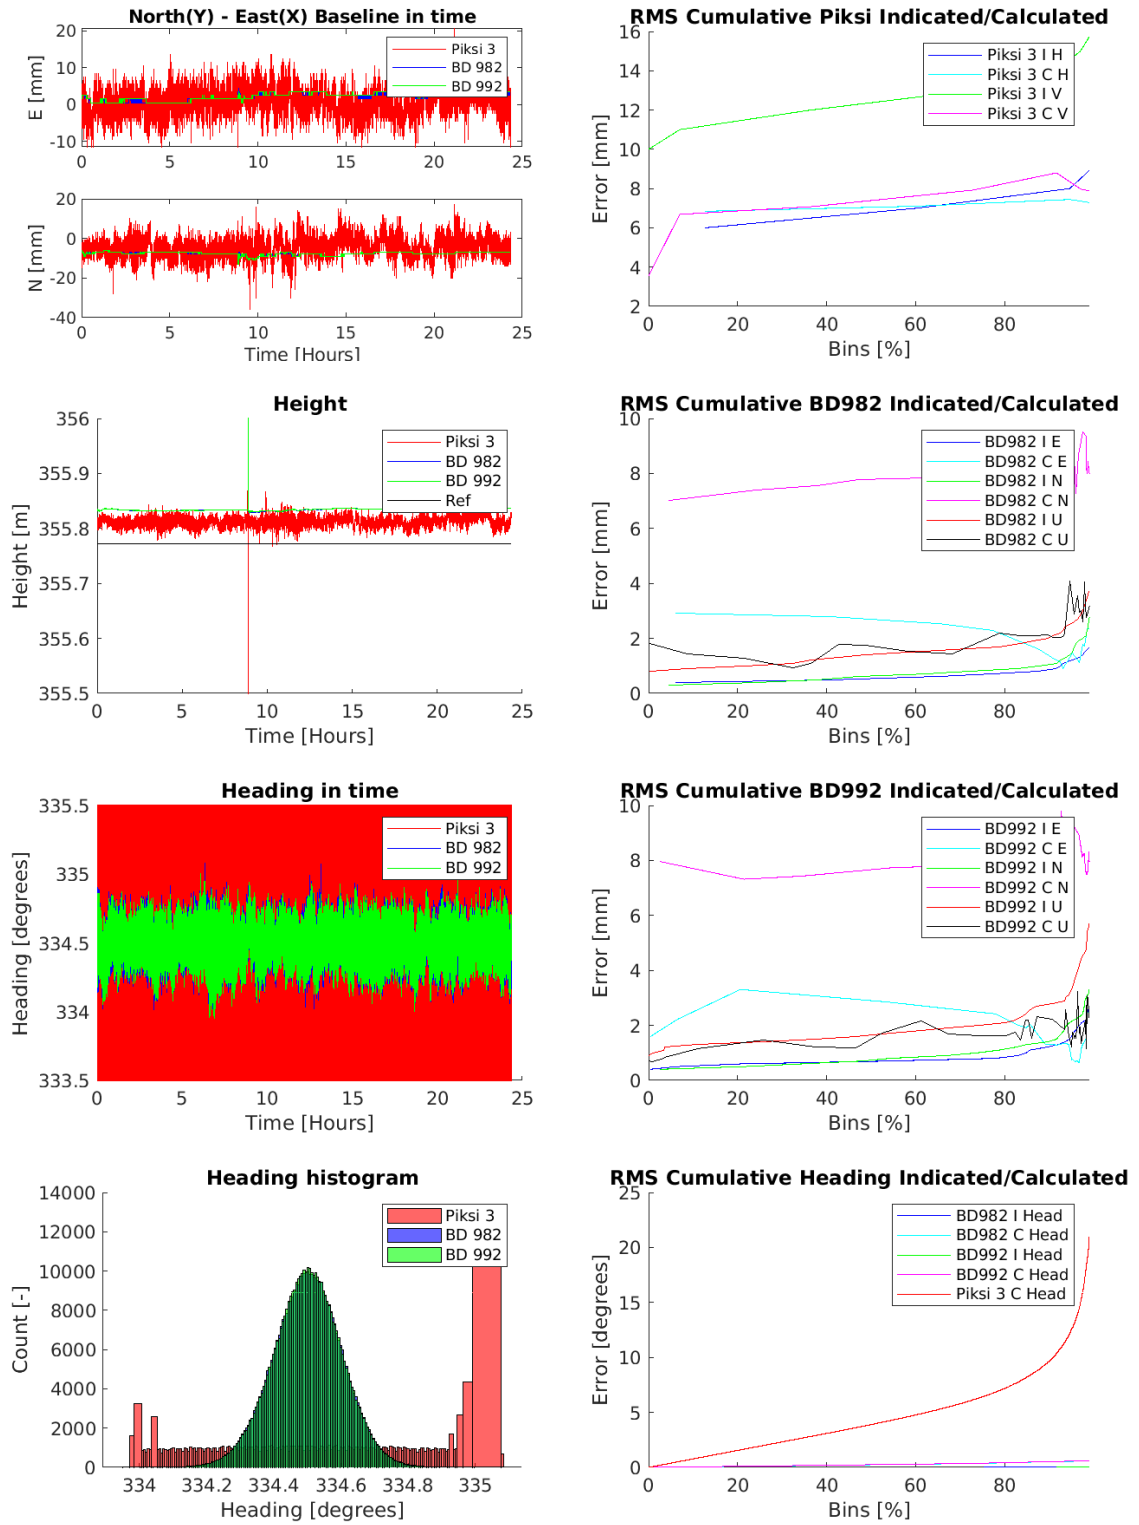 North(Y) - East(X) Baseline in time
E [mm]
20
10
0
-10
0
5
10
15
20
25
Piksi 3
BD 982
BD 992
N [mm]
20
0
-20
-40
0
5
10
15
20
25
Time [Hours]
RMS Cumulative Piksi Indicated/Calculated
Error [mm]
16
14
12
10
8
6
4
2
0
20
40
60
80
Bins [%]
Piksi 3 I H
Piksi 3 C H
Piksi 3 I V
Piksi 3 C V
Height
Height [m]
356
355.9
355.8
355.7
355.6
355.5
0
5
10
15
20
25
Time [Hours]
Piksi 3
BD 982
BD 992
Ref
RMS Cumulative BD982 Indicated/Calculated
Error [mm]
10
8
6
4
2
0
0
20
40
60
80
Bins [%]
BD982 I E
BD982 C E
BD982 I N
BD982 C N
BD982 I U
BD982 C U
Heading in time
Heading [degrees]
335.5
335
334.5
334
333.5
0
5
10
15
20
25
Time [Hours]
Piksi 3
BD 982
BD 992
RMS Cumulative BD992 Indicated/Calculated
Error [mm]
10
8
6
4
2
0
0
20
40
60
80
Bins [%]
BD992 I E
BD992 C E
BD992 I N
BD992 C N
BD992 I U
BD992 C U
Heading histogram
Count [-]
14000
12000
10000
8000
6000
4000
2000
0
334
334.2
334.4
334.6
334.8
335
Heading [degrees]
Piksi 3
BD 982
BD 992
RMS Cumulative Heading Indicated/Calculated
Error [degrees]
25
20
15
10
5
0
0
20
40
60
80
Bins [%]
BD982 I Head
BD982 C Head
BD992 I Head
BD992 C Head
Piksi 3 C Head